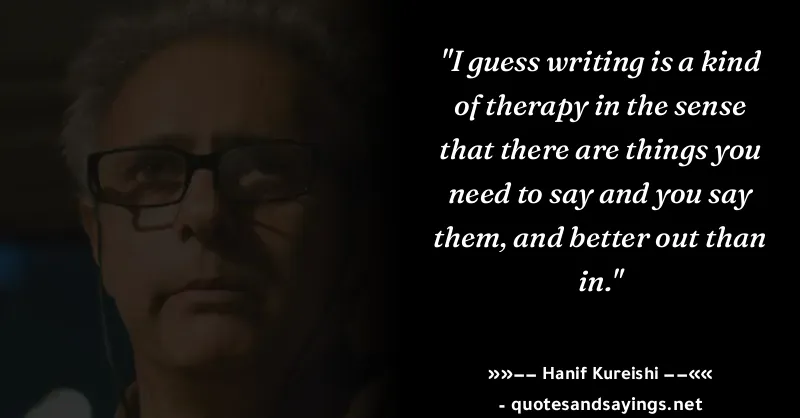 "I guess writing is a kind
of therapy in the sense
that there are things you
need to say and you say
them, and better out than
in."
»»−− Hanif Kureishi −−««
- quotesandsayings.net